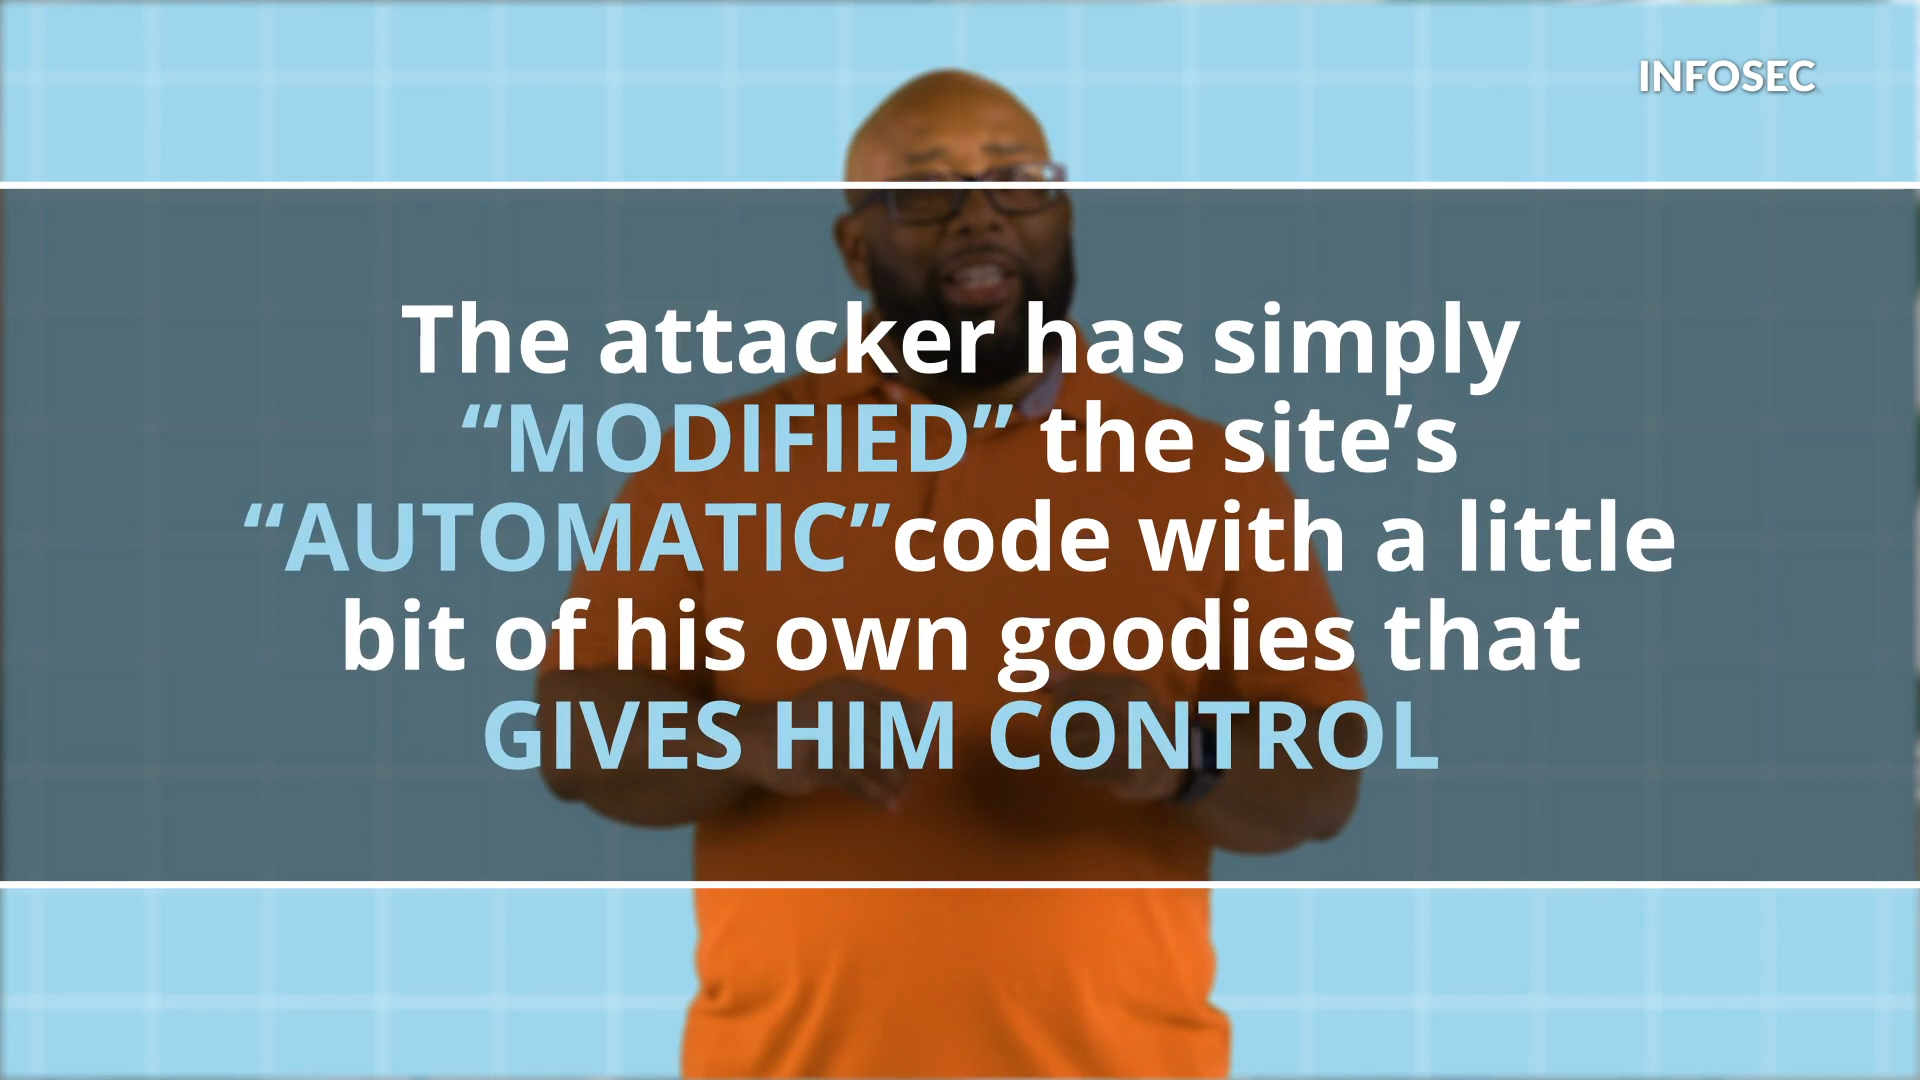 INFOSEC
The attacker has simply
“MODIFIED” the site’s
“AUTOMATIC”code with a little
bit of his own goodies that
GIVES HIM CONTROL